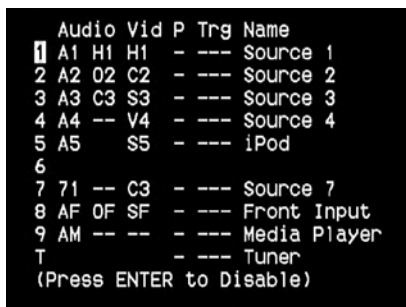 Audio Vid P Trg Name
1 A1 H1 H1 - --- Source 1
2 A2 O2 C2 - --- Source 2
3 A3 C3 S3 - --- Source 3
4 A4 -- V4 - --- Source 4
5 A5 S5 - --- iPod
6
7 71 -- C3 - --- Source 7
8 AF OF SF - --- Front Input
9 AM -- -- - --- Media Player
T - --- Tuner
(Press ENTER to Disable)